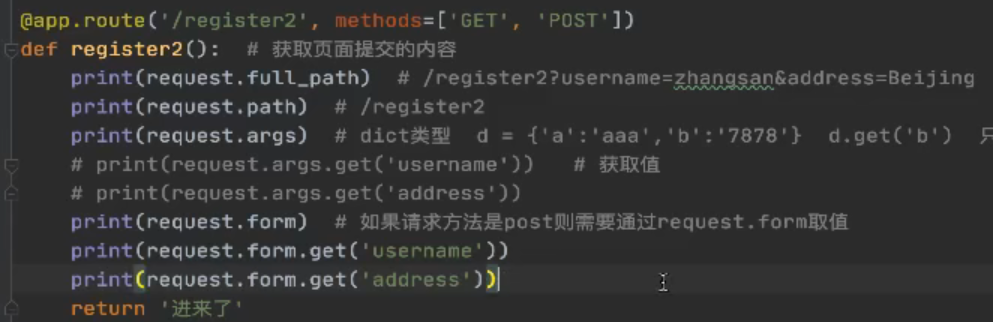 @app.route('/register2', methods=['GET', 'POST'])
def register2():  # 获取页面提交的内容
    print(request.full_path)  # /register2?username=zhangsan&address=Beijing
    print(request.path)  # /register2
    print(request.args)  # dict类型  d = {'a':'aaa','b':'7878'}  d.get('b')  只
    # print(request.args.get('username'))   # 获取值
    # print(request.args.get('address'))
    print(request.form)  # 如果请求方法是post则需要通过request.form取值
    print(request.form.get('username'))
    print(request.form.get('address'))
    return '进来了'